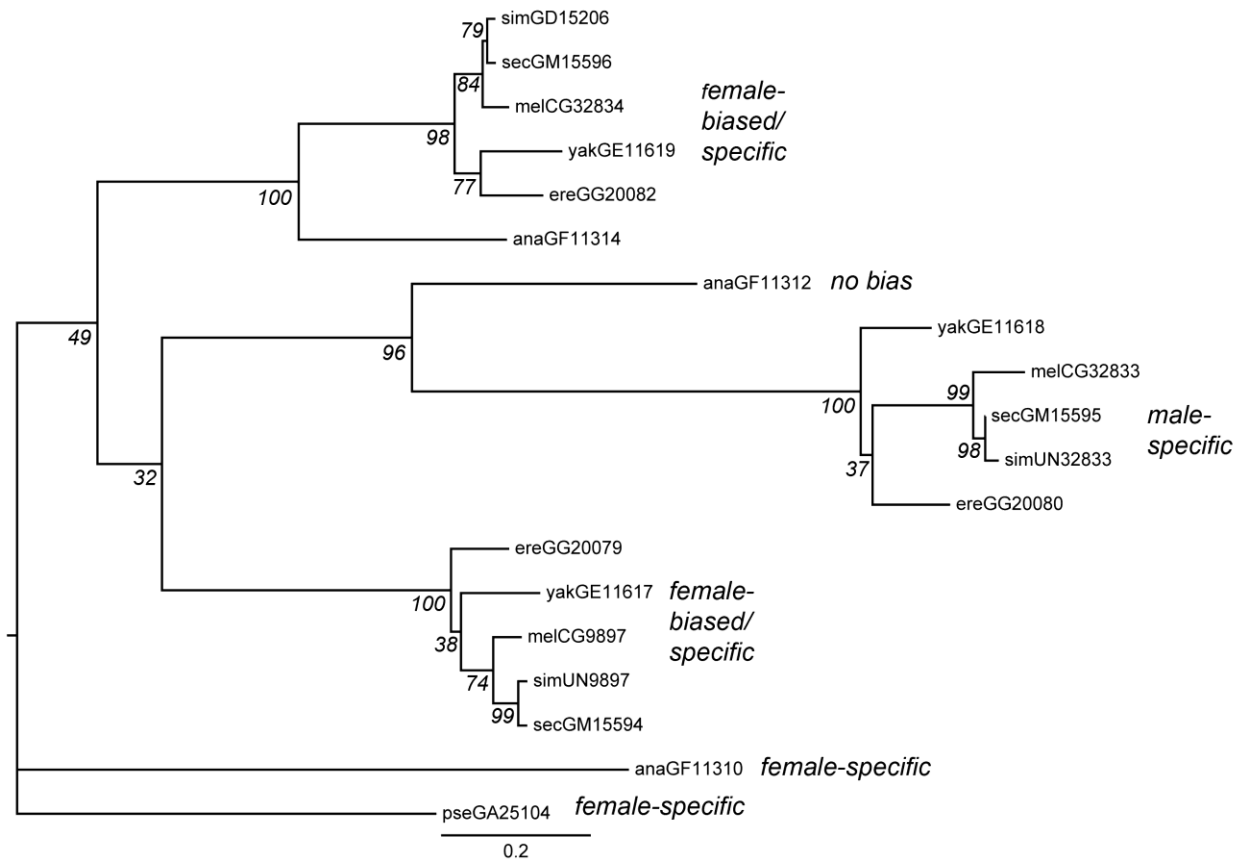 simGD15206
79
secGM15596
84
melCG32834
female-
biased/
specific
98
yakGE11619
77
ereGG20082
100
anaGF11314
anaGF11312 no bias
yakGE11618
49
96
melCG32833
99
100
secGM15595
male-
specific
98
simUN32833
37
32
ereGG20080
ereGG20079
yakGE11617
female-
biased/
specific
100
melCG9897
38
simUN9897
74
99
secGM15594
anaGF11310 female-specific
pseGA25104 female-specific
0.2